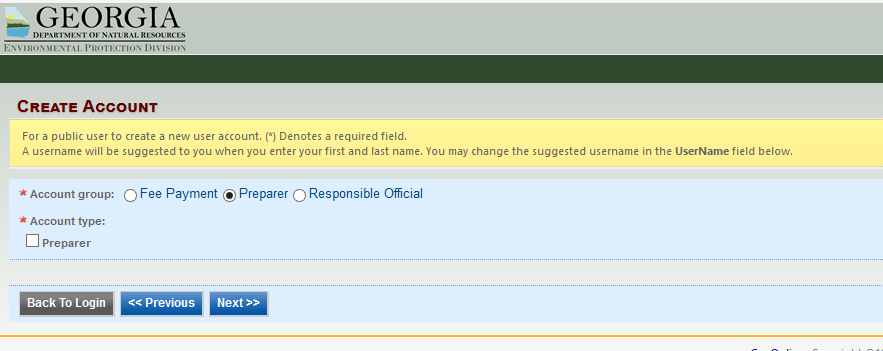 GEORGIA
DEPARTMENT OF NATURAL RESOURCES
ENVIRONMENTAL PROTECTION DIVISION
CREATE ACCOUNT
For a public user to create a new user account. (*) Denotes a required field.
A username will be suggested to you when you enter your first and last name. You may change the suggested username in the UserName field below.
* Account group: Fee Payment Preparer Responsible Official
* Account type:
Preparer
Back To Login << Previous Next >>